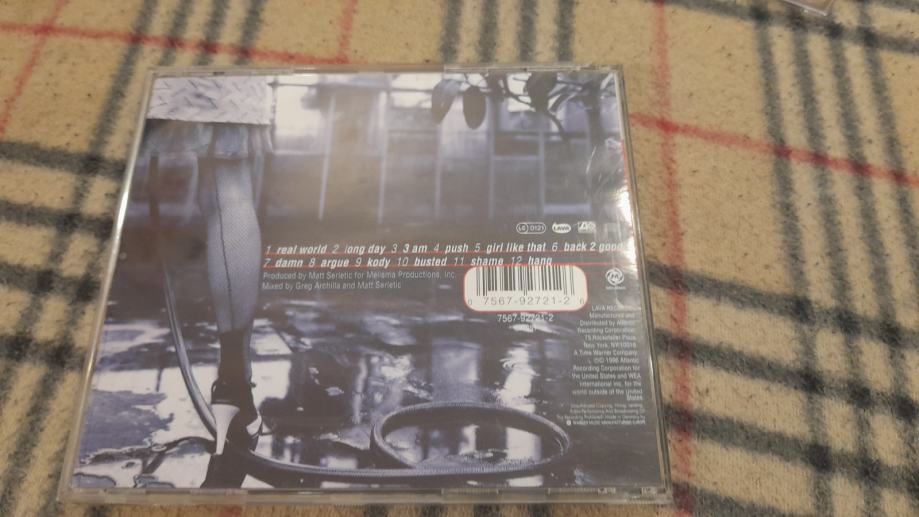 LC 0121 LAVA
1 real world 2 long day 3 3 am 4 push 5 girl like that 6 back 2 good
7 damn 8 argue 9 kody 10 busted 11 shame 12 hang
Produced by Matt Serletic for Melisma Productions, Inc.
Mixed by Greg Archilla and Matt Serletic
0 7567-92721-2 6
7567-92721-2
LAVA RECORDS
Manufactured and
Distributed by Atlantic
Recording Corporation
75 Rockefeller Plaza
New York, NY 10019
A Time Warner Company
1996 Atlantic
Recording Corporation for
the United States and WEA
International Inc. for the
world outside of the United
States